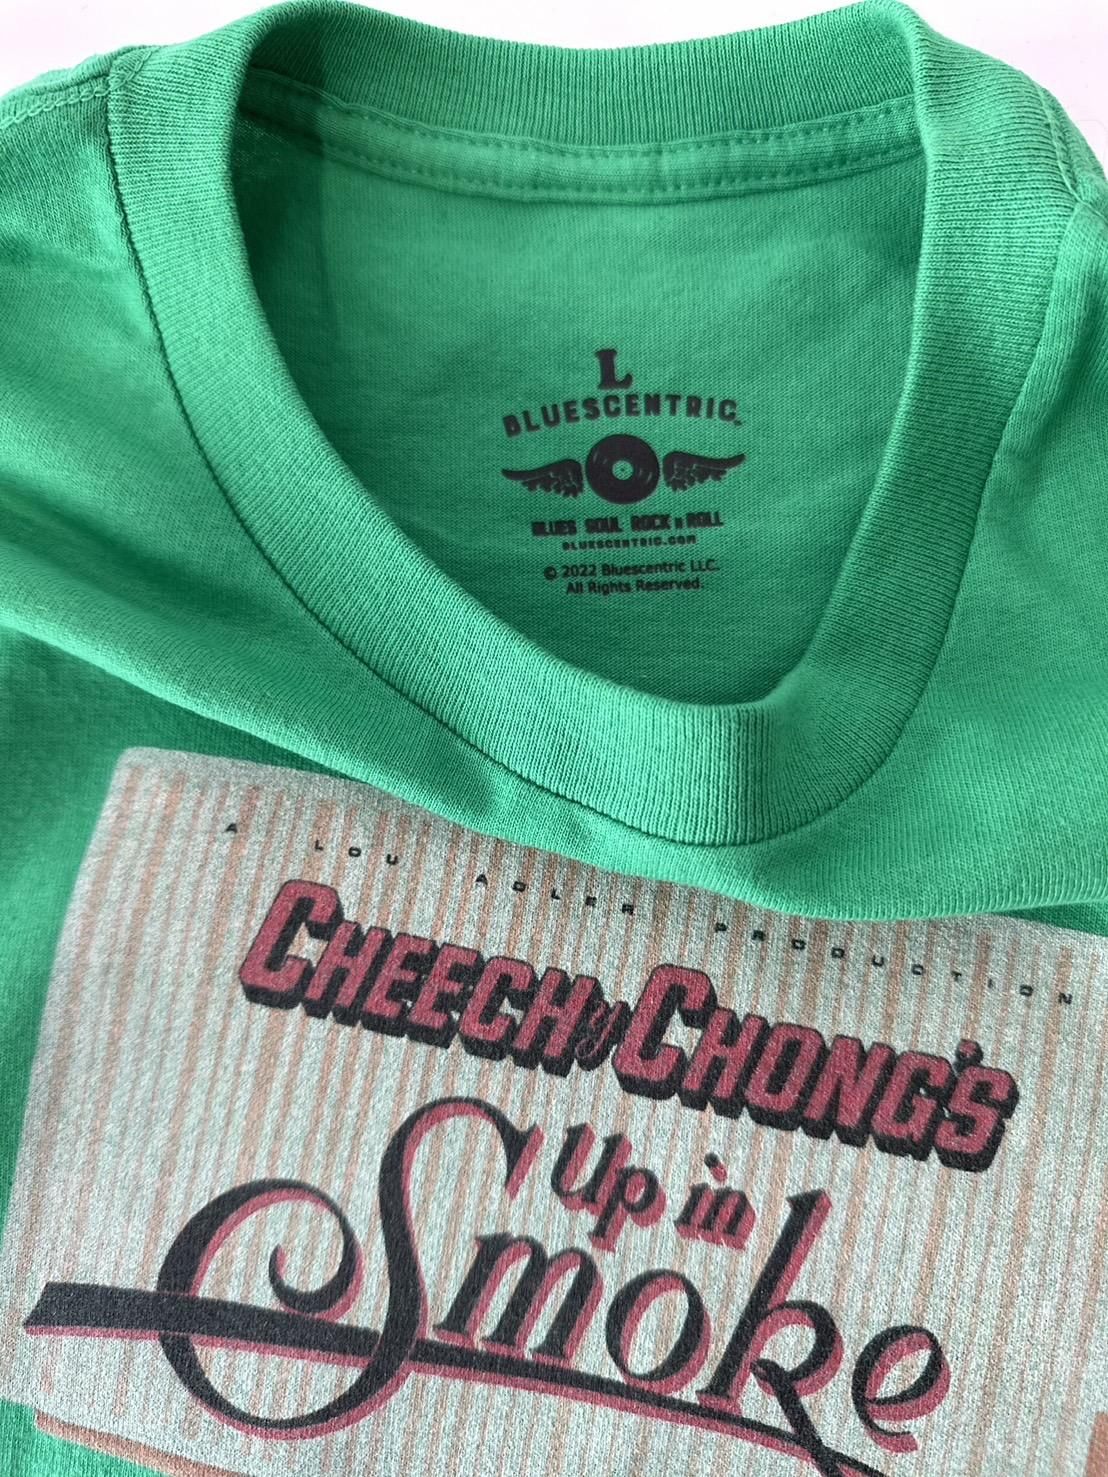 L
BLUESCENTRIC™
BLUES SOUL ROCK n ROLL
BLUESCENTRIC.COM
© 2022 Bluescentric LLC.
All Rights Reserved.
A LOU ADLER PRODUCTION
CHEECH y CHONG'S
Up in
Smoke